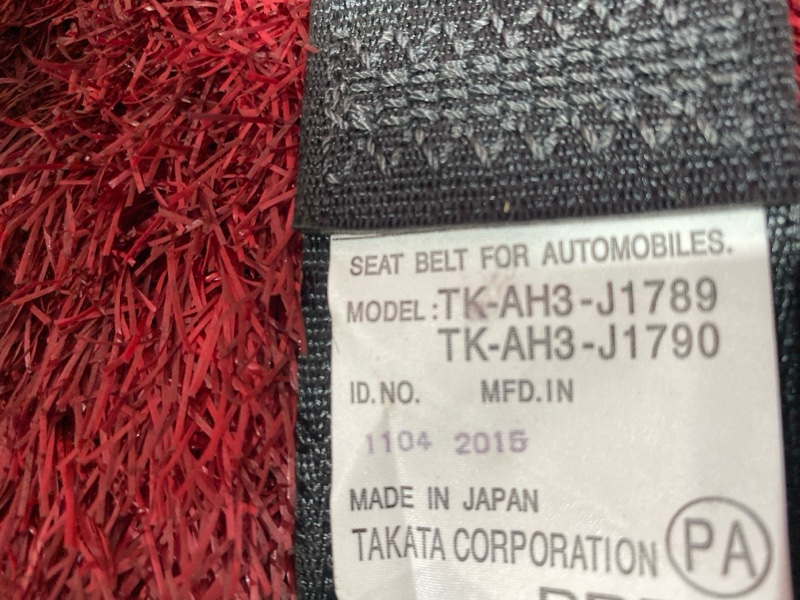 SEAT BELT FOR AUTOMOBILES.
MODEL:TK-AH3-J1789
TK-AH3-J1790
ID.NO. MFD.IN
1104 2015
MADE IN JAPAN
TAKATA CORPORATION PA